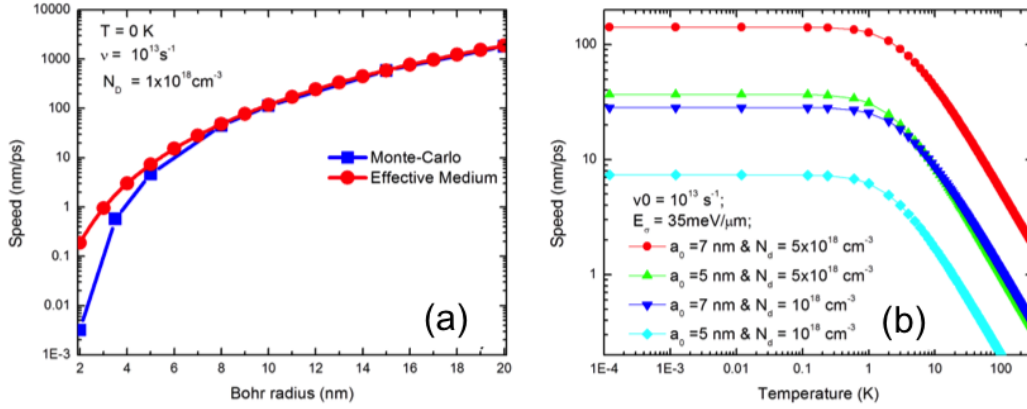 10000
1000
100
10
1
0.1
0.01
1E-3
Speed (nm/ps)
T = 0 K
ν = 10¹³s⁻¹
N_D = 1x10¹⁸cm⁻³
Monte-Carlo
Effective Medium
(a)
2 4 6 8 10 12 14 16 18 20
Bohr radius (nm)
100
10
1
Speed (nm/ps)
ν0 = 10¹³ s⁻¹;
E_σ = 35meV/μm;
a₀ =7 nm & N_d = 5x10¹⁸ cm⁻³
a₀ =5 nm & N_d = 5x10¹⁸ cm⁻³
a₀ =7 nm & N_d = 10¹⁸ cm⁻³
a₀ =5 nm & N_d = 10¹⁸ cm⁻³
(b)
1E-4 1E-3 0.01 0.1 1 10 100
Temperature (K)